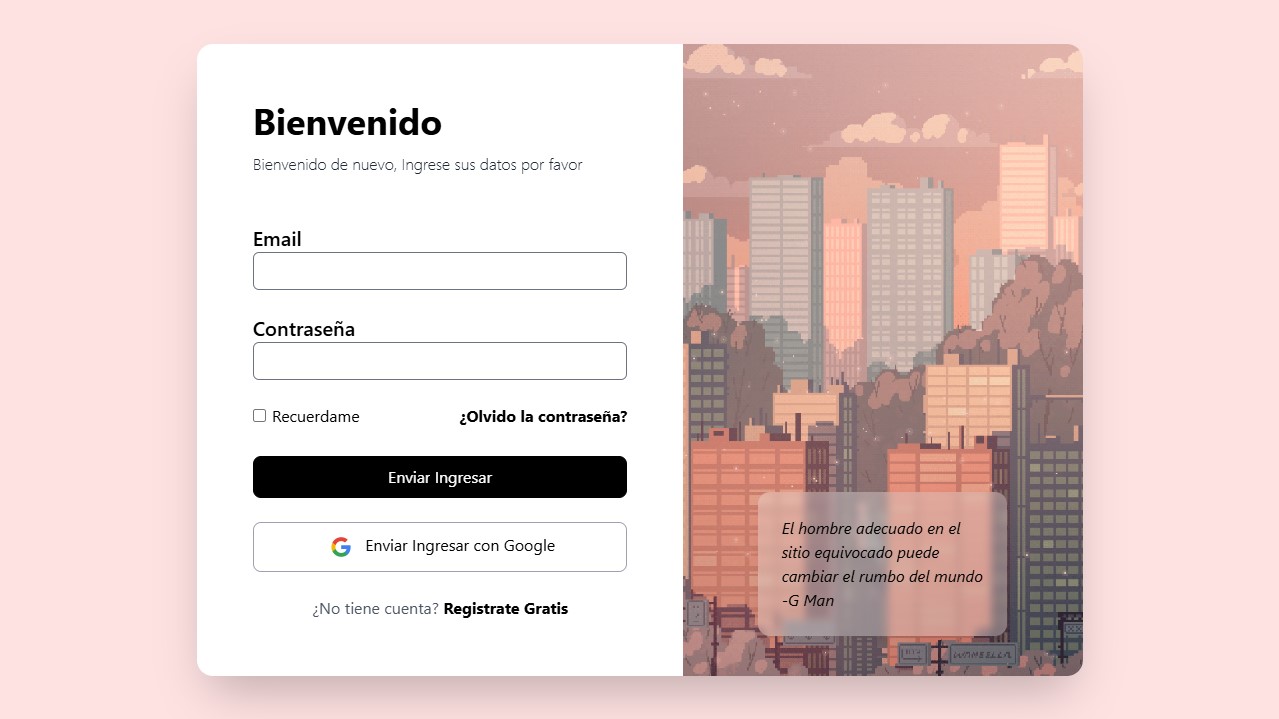 Bienvenido
Bienvenido de nuevo, Ingrese sus datos por favor
Email
Contraseña
Recuerdame
¿Olvido la contraseña?
Enviar Ingresar
Enviar Ingresar con Google
¿No tiene cuenta? Registrate Gratis
El hombre adecuado en el
sitio equivocado puede
cambiar el rumbo del mundo
-G Man